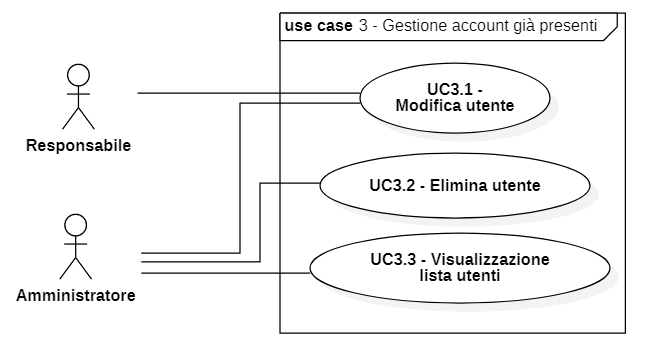 use case 3 - Gestione account già presenti
UC3.1 -
Modifica utente
Responsabile
UC3.2 - Elimina utente
UC3.3 - Visualizzazione
lista utenti
Amministratore